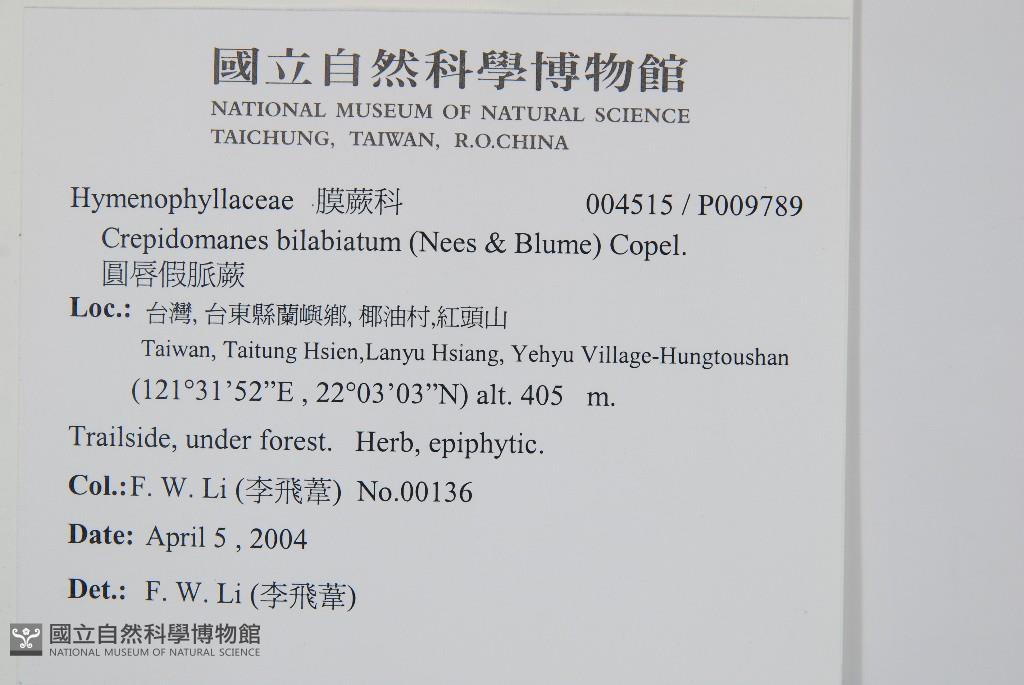 國立自然科學博物館
NATIONAL MUSEUM OF NATURAL SCIENCE
TAICHUNG, TAIWAN, R.O.CHINA
Hymenophyllaceae 膜蕨科 004515 / P009789
Crepidomanes bilabiatum (Nees & Blume) Copel.
圓唇假脈蕨
Loc.: 台灣, 台東縣蘭嶼鄉, 椰油村,紅頭山
Taiwan, Taitung Hsien,Lanyu Hsiang, Yehyu Village-Hungtoushan
(121°31’52”E , 22°03’03”N) alt. 405 m.
Trailside, under forest. Herb, epiphytic.
Col.:F. W. Li (李飛葦) No.00136
Date: April 5 , 2004
Det.: F. W. Li (李飛葦)
國立自然科學博物館
NATIONAL MUSEUM OF NATURAL SCIENCE